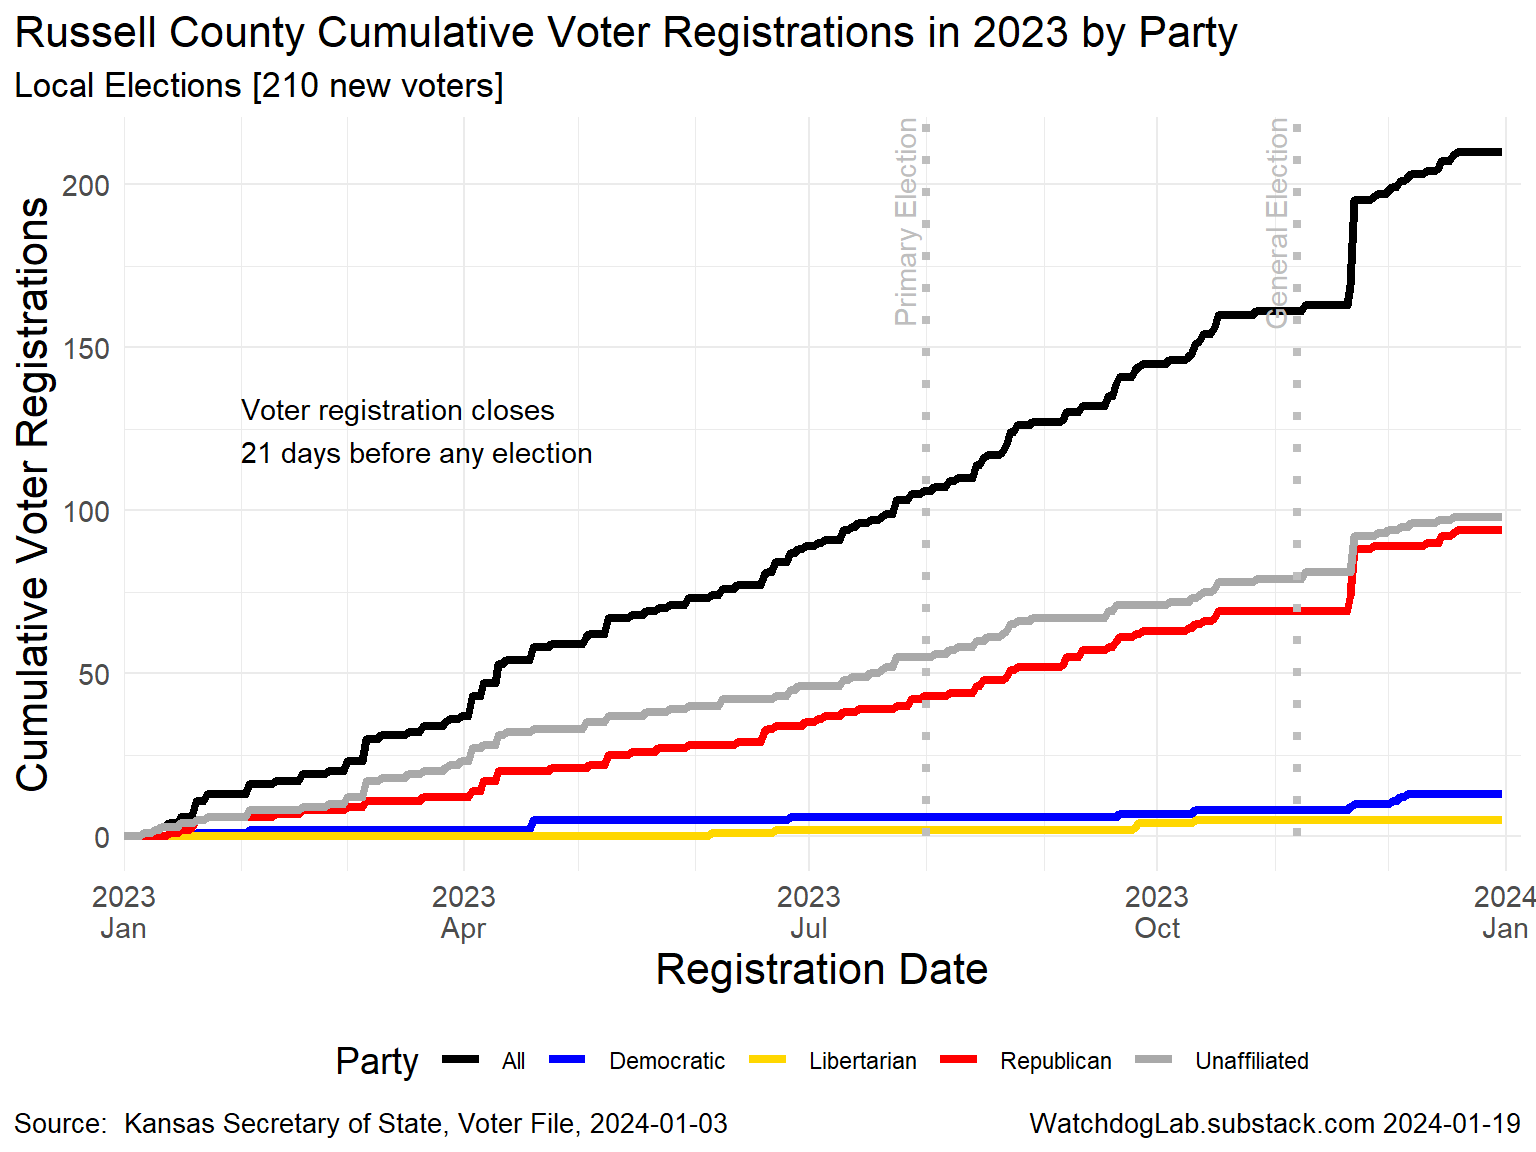 Russell County Cumulative Voter Registrations in 2023 by Party
Local Elections [210 new voters]
Cumulative Voter Registrations
200
150
100
50
0
Primary Election
General Election
Voter registration closes
21 days before any election
2023
Jan
2023
Apr
2023
Jul
2023
Oct
2024
Jan
Registration Date
Party
All
Democratic
Libertarian
Republican
Unaffiliated
Source:  Kansas Secretary of State, Voter File, 2024-01-03
WatchdogLab.substack.com 2024-01-19